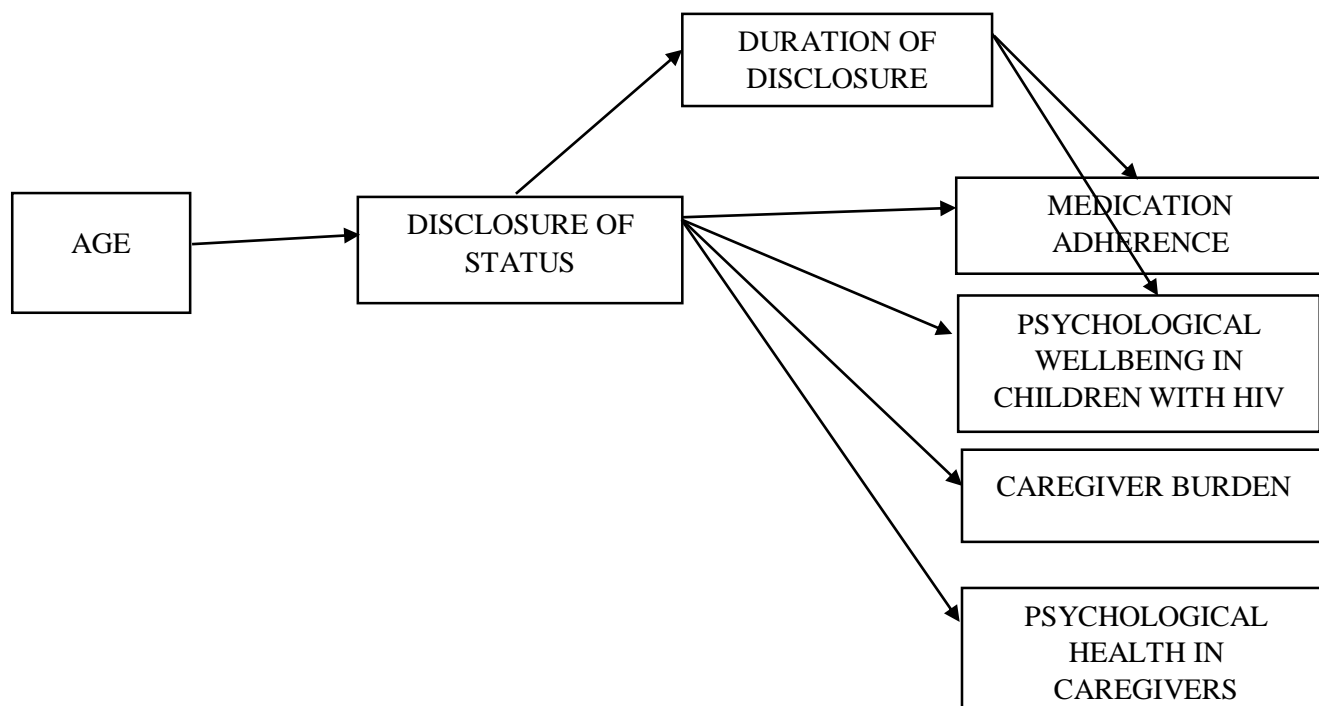 DURATION OF
DISCLOSURE
AGE
DISCLOSURE OF
STATUS
MEDICATION
ADHERENCE
PSYCHOLOGICAL
WELLBEING IN
CHILDREN WITH HIV
CAREGIVER BURDEN
PSYCHOLOGICAL
HEALTH IN
CAREGIVERS